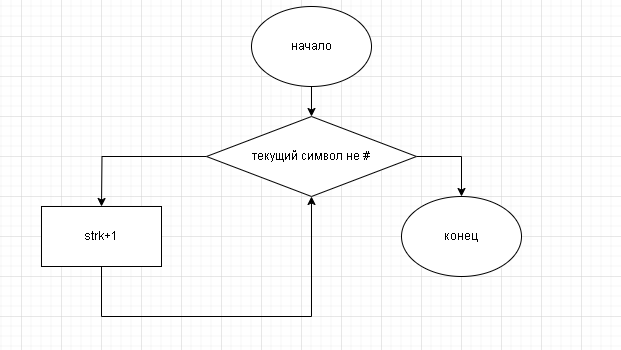 начало
текущий символ не #
strk+1
конец